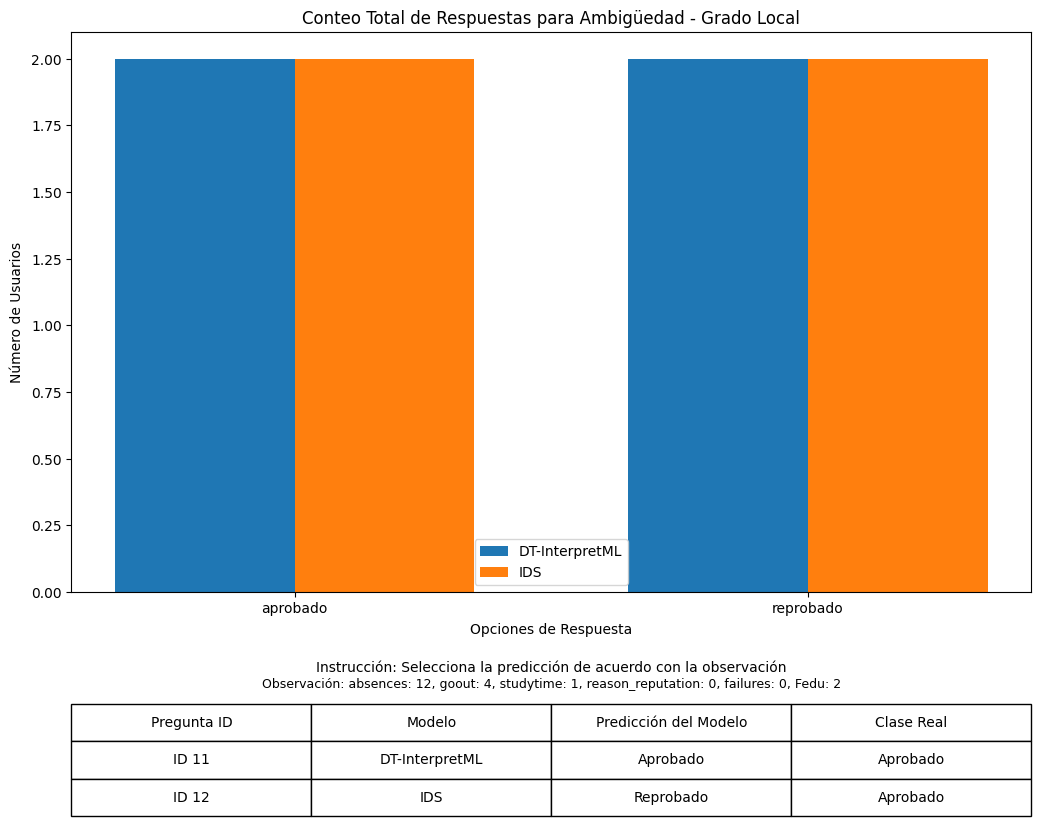 Conteo Total de Respuestas para Ambigüedad - Grado Local
Número de Usuarios
2.00
1.75
1.50
1.25
1.00
0.75
0.50
0.25
0.00
DT-InterpretML
IDS
aprobado reprobado
Opciones de Respuesta
Instrucción: Selecciona la predicción de acuerdo con la observación
Observación: absences: 12, goout: 4, studytime: 1, reason_reputation: 0, failures: 0, Fedu: 2
Pregunta ID Modelo Predicción del Modelo Clase Real
ID 11 DT-InterpretML Aprobado Aprobado
ID 12 IDS Reprobado Aprobado